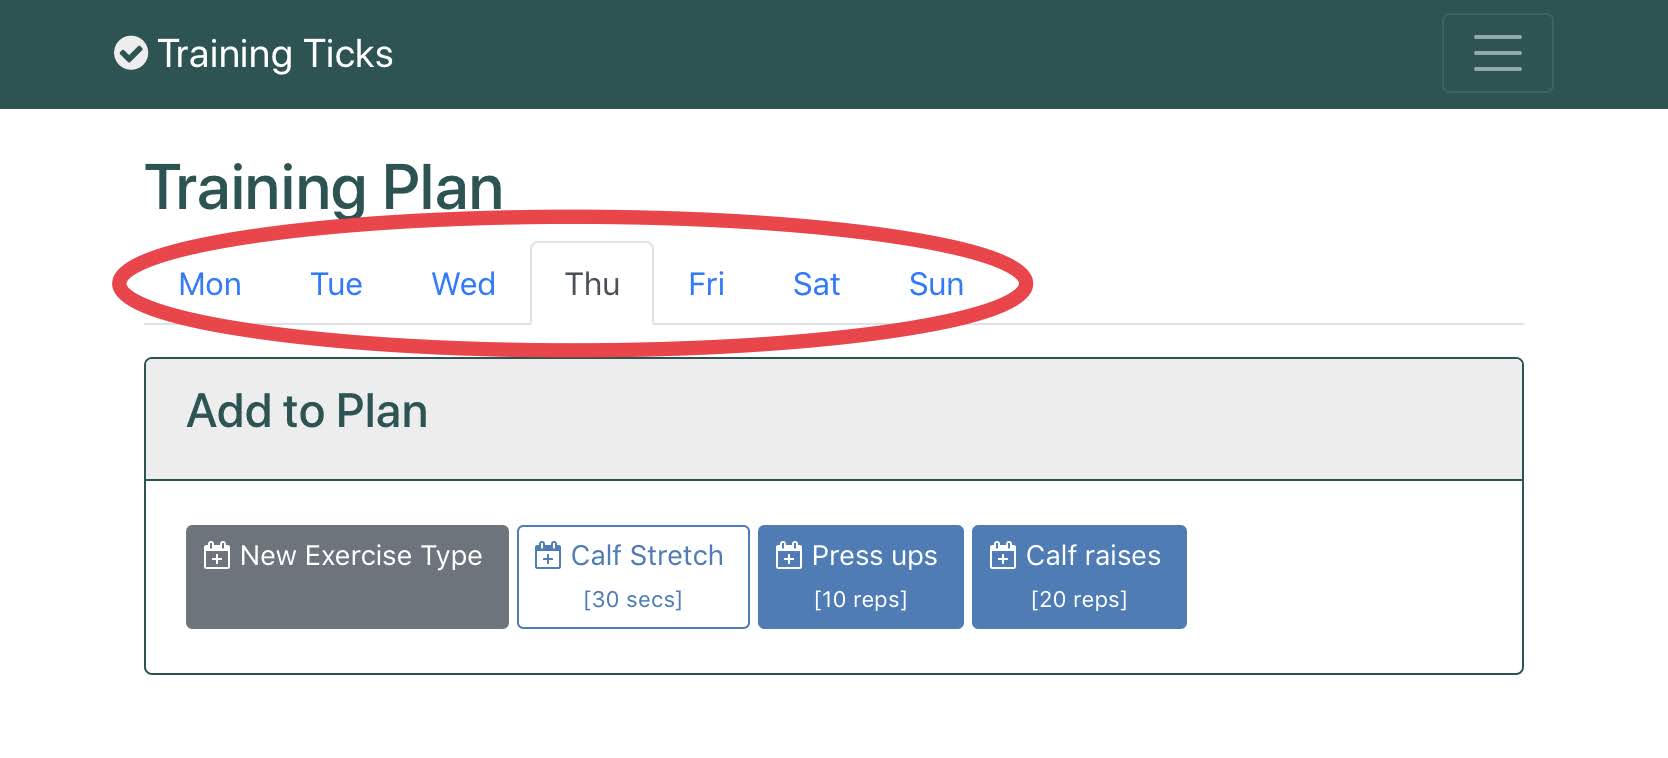 Training Ticks
Training Plan
Mon Tue Wed Thu Fri Sat Sun
Add to Plan
New Exercise Type Calf Stretch Press ups Calf raises
[30 secs] [10 reps] [20 reps]